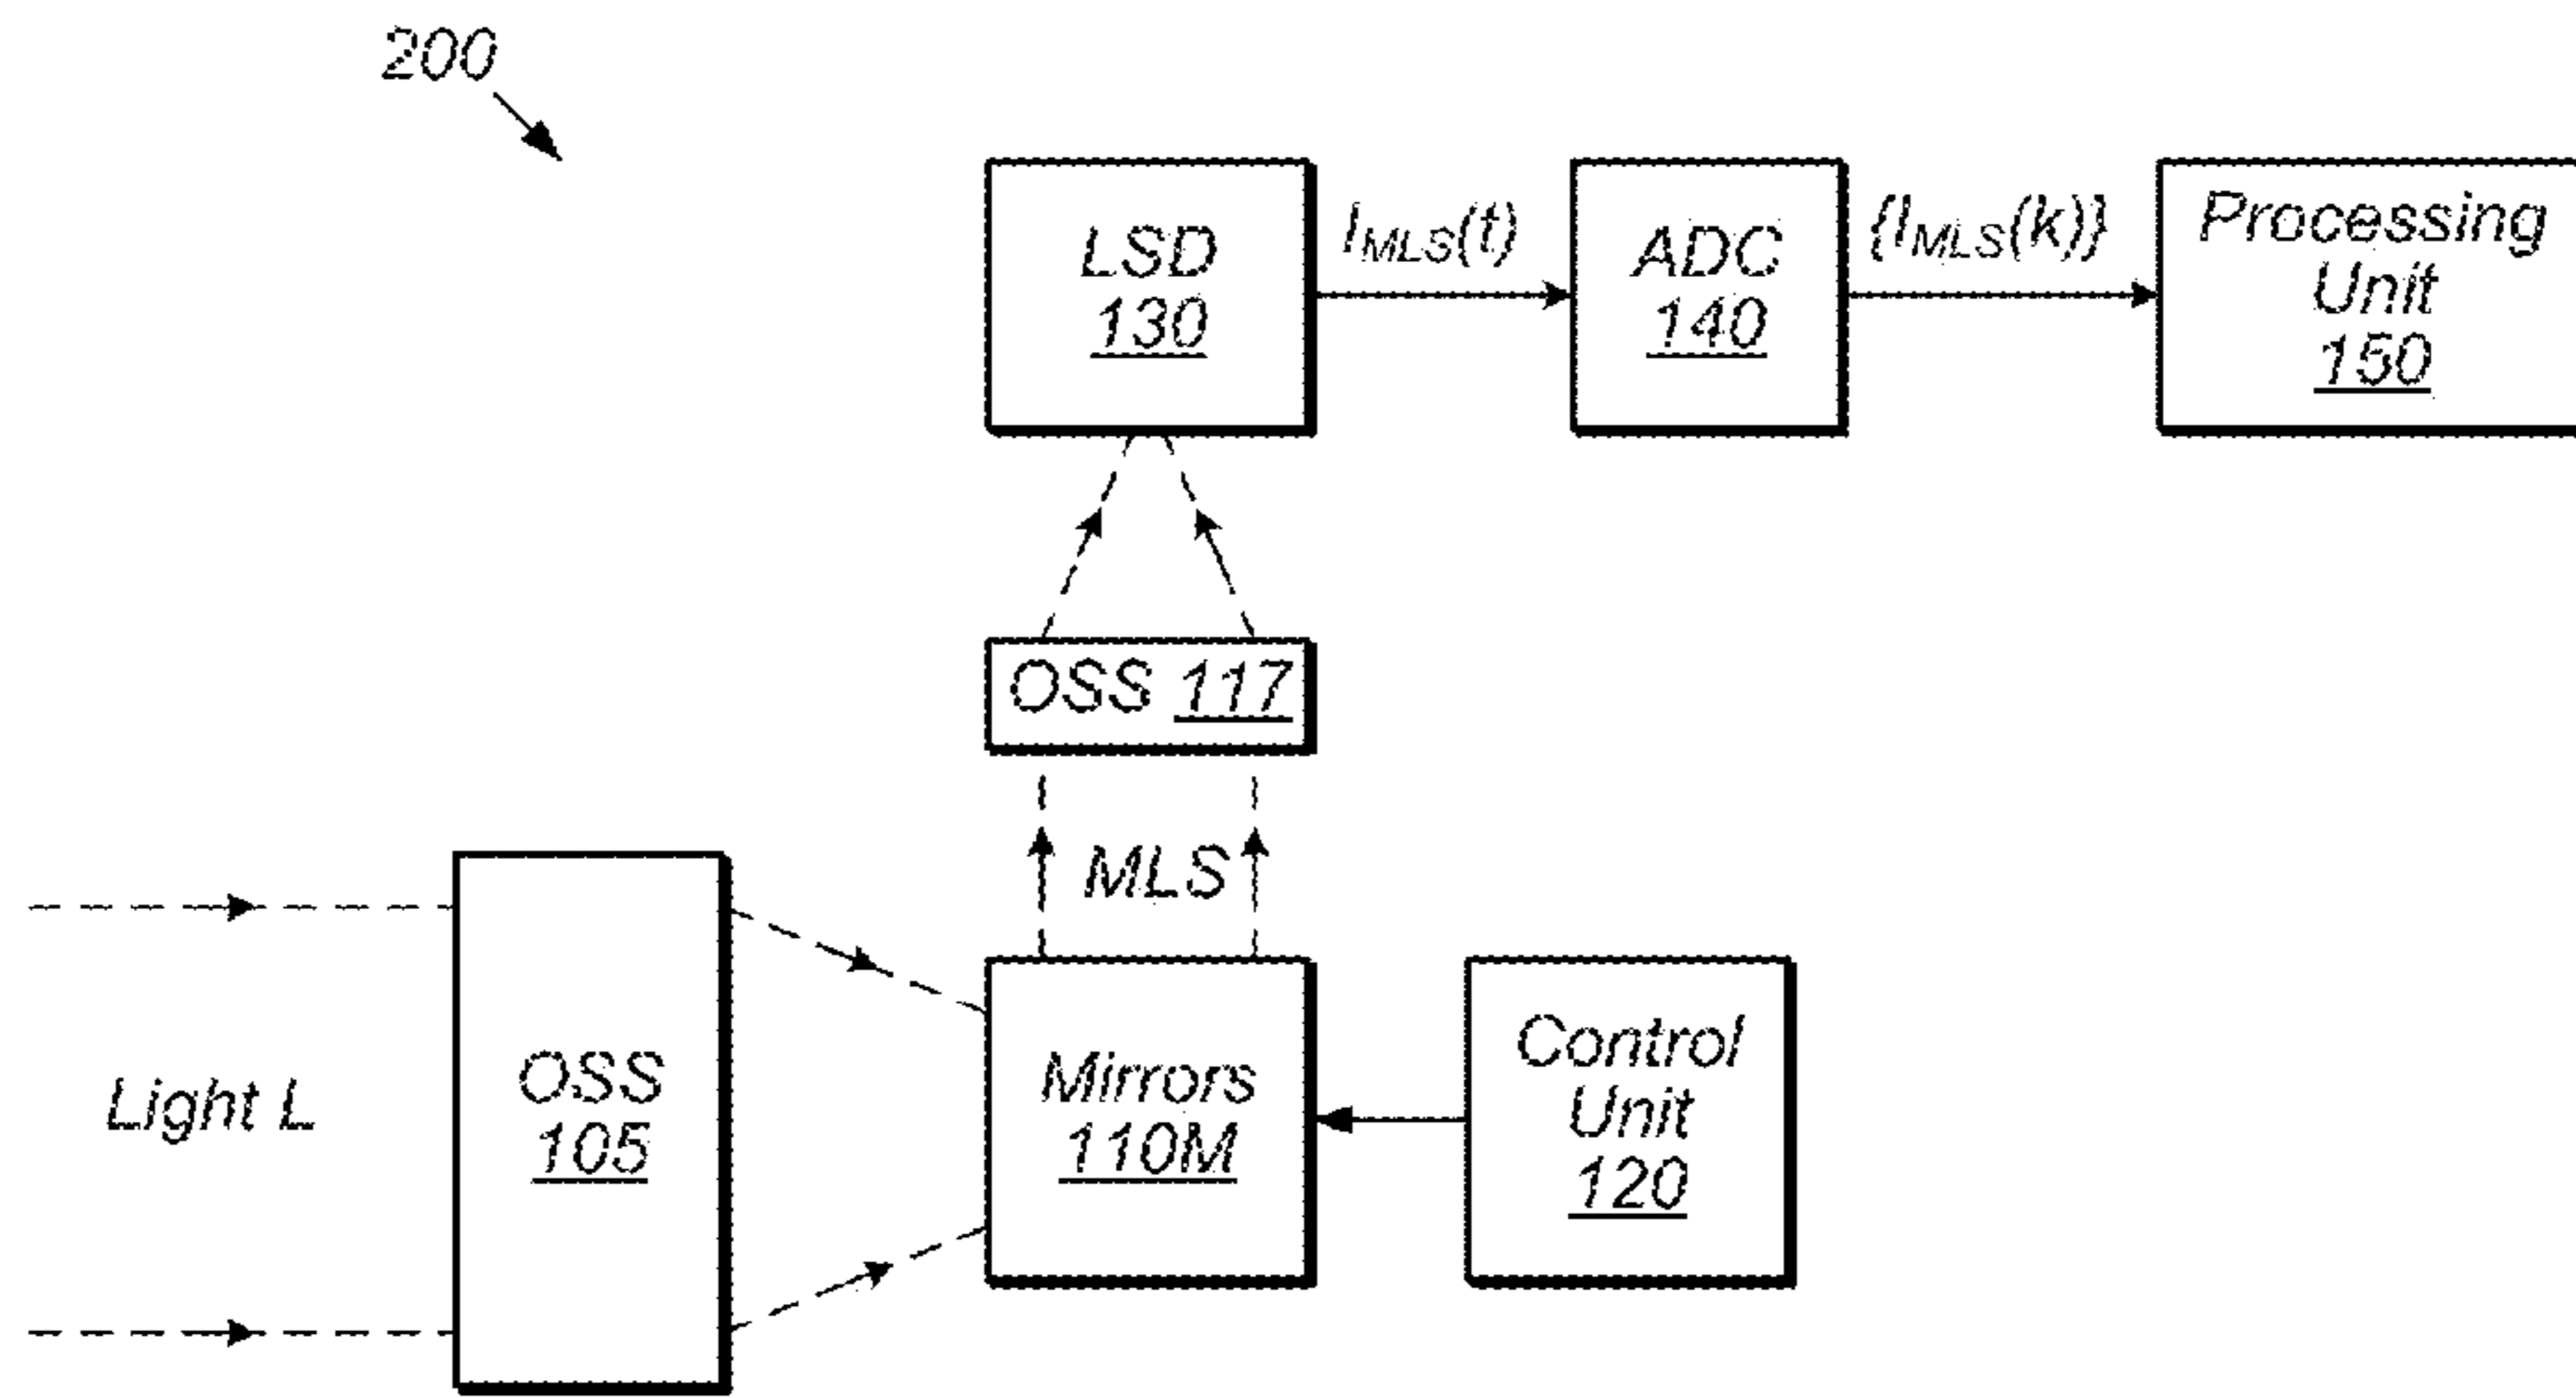 200
LSD
130
I_MLS(t)
ADC
140
{I_MLS(k)}
Processing
Unit
150
OSS 117
MLS
Light L
OSS
105
Mirrors
110M
Control
Unit
120